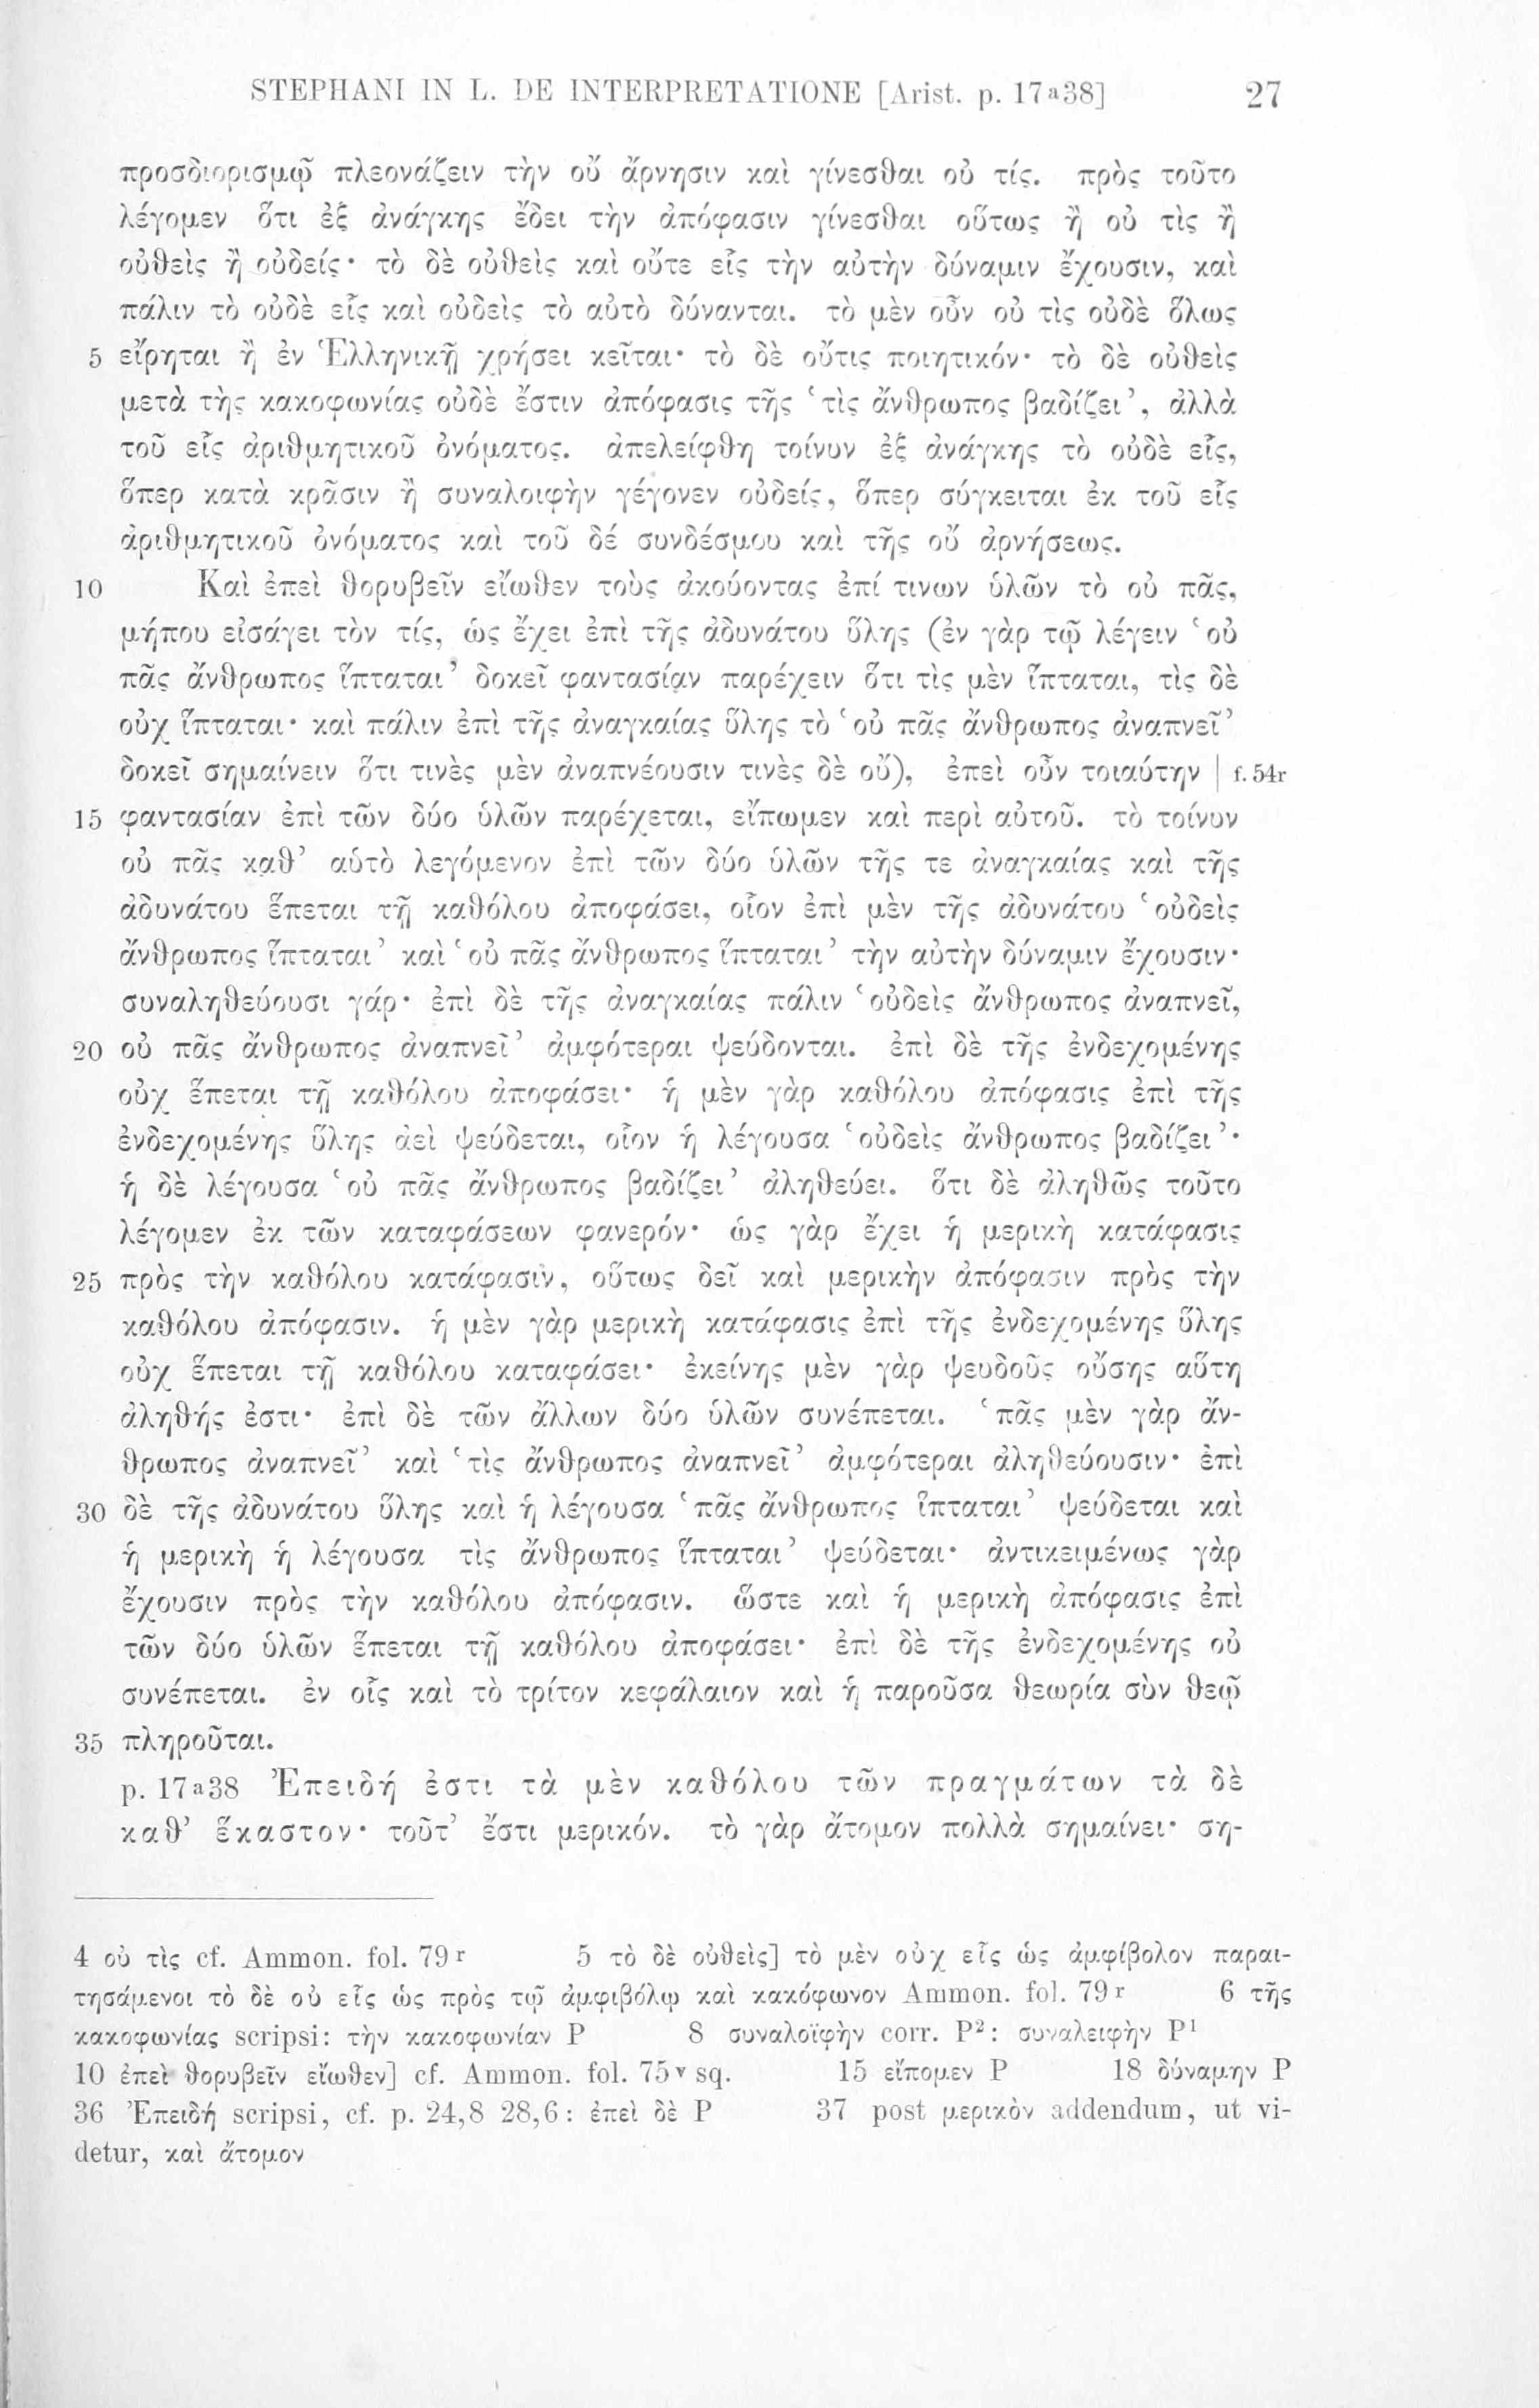 STEPHANI IN L. DE INTERPRETATIONE [Arist. p. 17a38] 27
προσδιορισμῷ πλεονάζειν τὴν οὔ ἄρνησιν καὶ γίνεσθαι οὐ τίς. πρὸς τοῦτο
λέγομεν ὅτι ἐξ ἀνάγκης ἔδει τὴν ἀπόφασιν γίνεσθαι οὕτως ἢ οὐ τὶς ἢ
οὐθεὶς ἢ οὐδείς· τὸ δὲ οὐθεὶς καὶ οὔτε εἷς τὴν αὐτὴν δύναμιν ἔχουσιν, καὶ
πάλιν τὸ οὐδὲ εἷς καὶ οὐδεὶς τὸ αὐτὸ δύνανται. τὸ μὲν οὖν οὐ τὶς οὐδὲ ὅλως
5 εἴρηται ἢ ἐν Ἑλληνικῇ χρήσει κεῖται· τὸ δὲ οὔτις ποιητικόν· τὸ δὲ οὐθεὶς
μετὰ τῆς κακοφωνίας οὐδὲ ἔστιν ἀπόφασις τῆς ‘τὶς ἄνθρωπος βαδίζει’, ἀλλὰ
τοῦ εἷς ἀριθμητικοῦ ὀνόματος. ἀπελείφθη τοίνυν ἐξ ἀνάγκης τὸ οὐδὲ εἷς,
ὅπερ κατὰ κρᾶσιν ἢ συναλοιφὴν γέγονεν οὐδείς, ὅπερ σύγκειται ἐκ τοῦ εἷς
ἀριθμητικοῦ ὀνόματος καὶ τοῦ δέ συνδέσμου καὶ τῆς οὔ ἀρνήσεως.
10 Καὶ ἐπεὶ θορυβεῖν εἴωθεν τοὺς ἀκούοντας ἐπί τινων ὑλῶν τὸ οὐ πᾶς,
μήπου εἰσάγει τὸν τίς, ὡς ἔχει ἐπὶ τῆς ἀδυνάτου ὕλης (ἐν γὰρ τῷ λέγειν ‘οὐ
πᾶς ἄνθρωπος ἵπταται’ δοκεῖ φαντασίαν παρέχειν ὅτι τὶς μὲν ἵπταται, τὶς δὲ
οὐχ ἵπταται· καὶ πάλιν ἐπὶ τῆς ἀναγκαίας ὕλης τὸ ‘οὐ πᾶς ἄνθρωπος ἀναπνεῖ’
δοκεῖ σημαίνειν ὅτι τινὲς μὲν ἀναπνέουσιν τινὲς δὲ οὔ), ἐπεὶ οὖν τοιαύτην | f. 54r
15 φαντασίαν ἐπὶ τῶν δύο ὑλῶν παρέχεται, εἴπωμεν καὶ περὶ αὐτοῦ. τὸ τοίνυν
οὐ πᾶς καθ’ αὑτὸ λεγόμενον ἐπὶ τῶν δύο ὑλῶν τῆς τε ἀναγκαίας καὶ τῆς
ἀδυνάτου ἕπεται τῇ καθόλου ἀποφάσει, οἷον ἐπὶ μὲν τῆς ἀδυνάτου ‘οὐδεὶς
ἄνθρωπος ἵπταται’ καὶ ‘οὐ πᾶς ἄνθρωπος ἵπταται’ τὴν αὐτὴν δύναμιν ἔχουσιν·
συναληθεύουσι γάρ· ἐπὶ δὲ τῆς ἀναγκαίας πάλιν ‘οὐδεὶς ἄνθρωπος ἀναπνεῖ,
20 οὐ πᾶς ἄνθρωπος ἀναπνεῖ’ ἀμφότεραι ψεύδονται. ἐπὶ δὲ τῆς ἐνδεχομένης
οὐχ ἕπεται τῇ καθόλου ἀποφάσει· ἡ μὲν γὰρ καθόλου ἀπόφασις ἐπὶ τῆς
ἐνδεχομένης ὕλης ἀεὶ ψεύδεται, οἷον ἡ λέγουσα ‘οὐδεὶς ἄνθρωπος βαδίζει’·
ἡ δὲ λέγουσα ‘οὐ πᾶς ἄνθρωπος βαδίζει’ ἀληθεύει. ὅτι δὲ ἀληθῶς τοῦτο
λέγομεν ἐκ τῶν καταφάσεων φανερόν· ὡς γὰρ ἔχει ἡ μερικὴ κατάφασις
25 πρὸς τὴν καθόλου κατάφασιν, οὕτως δεῖ καὶ μερικὴν ἀπόφασιν πρὸς τὴν
καθόλου ἀπόφασιν. ἡ μὲν γὰρ μερικὴ κατάφασις ἐπὶ τῆς ἐνδεχομένης ὕλης
οὐχ ἕπεται τῇ καθόλου καταφάσει· ἐκείνης μὲν γὰρ ψευδοῦς οὔσης αὕτη
ἀληθής ἐστι· ἐπὶ δὲ τῶν ἄλλων δύο ὑλῶν συνέπεται. ‘πᾶς μὲν γὰρ ἄν-
θρωπος ἀναπνεῖ’ καὶ ‘τὶς ἄνθρωπος ἀναπνεῖ’ ἀμφότεραι ἀληθεύουσιν· ἐπὶ
30 δὲ τῆς ἀδυνάτου ὕλης καὶ ἡ λέγουσα ‘πᾶς ἄνθρωπος ἵπταται’ ψεύδεται καὶ
ἡ μερικὴ ἡ λέγουσα τὶς ἄνθρωπος ἵπταται’ ψεύδεται· ἀντικειμένως γὰρ
ἔχουσιν πρὸς τὴν καθόλου ἀπόφασιν. ὥστε καὶ ἡ μερικὴ ἀπόφασις ἐπὶ
τῶν δύο ὑλῶν ἕπεται τῇ καθόλου ἀποφάσει· ἐπὶ δὲ τῆς ἐνδεχομένης οὐ
συνέπεται. ἐν οἷς καὶ τὸ τρίτον κεφάλαιον καὶ ἡ παροῦσα θεωρία σὺν θεῷ
35 πληροῦται.
p. 17a38 Ἐπειδή ἐστι τὰ μὲν καθόλου τῶν πραγμάτων τὰ δὲ
καθ’ ἕκαστον· τοῦτ’ ἔστι μερικόν. τὸ γὰρ ἄτομον πολλὰ σημαίνει· ση-
4 οὐ τὶς cf. Ammon. fol. 79r 5 τὸ δὲ οὐθεὶς] τὸ μὲν οὐχ εἷς ὡς ἀμφίβολον παραι-
τησάμενοι τὸ δὲ οὐ εἷς ὡς πρὸς τῷ ἀμφιβόλῳ καὶ κακόφωνον Ammon. fol. 79r 6 τῆς
κακοφωνίας scripsi: τὴν κακοφωνίαν P 8 συναλοϊφὴν corr. P²: συναλειφὴν P¹
10 ἐπεὶ θορυβεῖν εἴωθεν] cf. Ammon. fol. 75v sq. 15 εἴπομεν P 18 δύναμην P
36 Ἐπειδή scripsi, cf. p. 24,8 28,6: ἐπεὶ δὲ P 37 post μερικὸν addendum, ut vi-
detur, καὶ ἄτομον